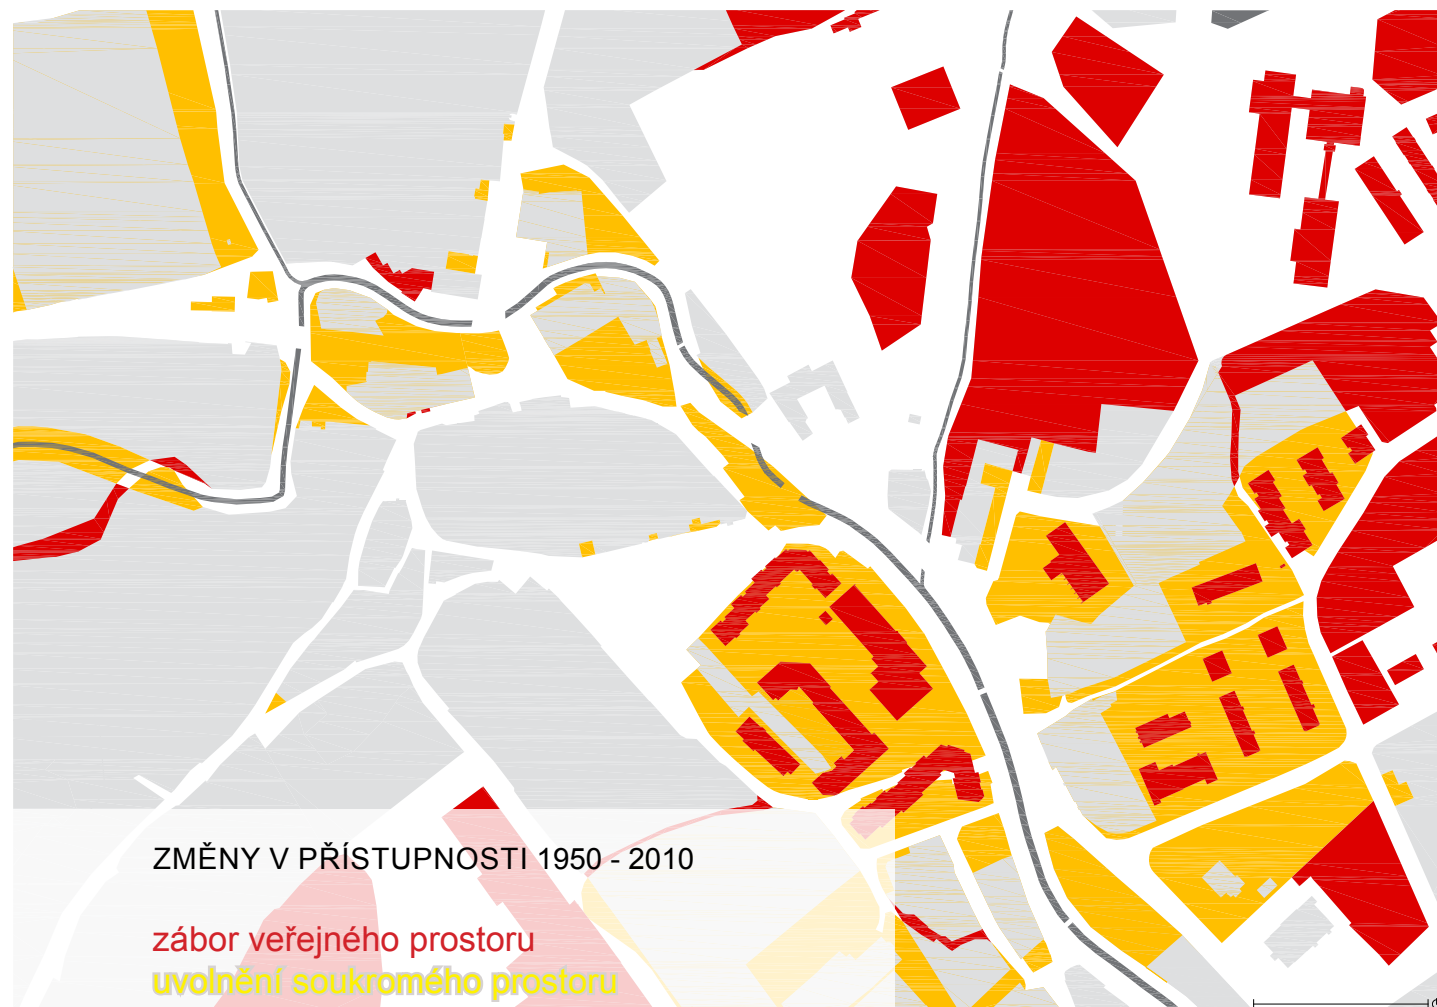 ZMĚNY V PŘÍSTUPNOSTI 1950 - 2010
zábor veřejného prostoru
uvolnění soukromého prostoru